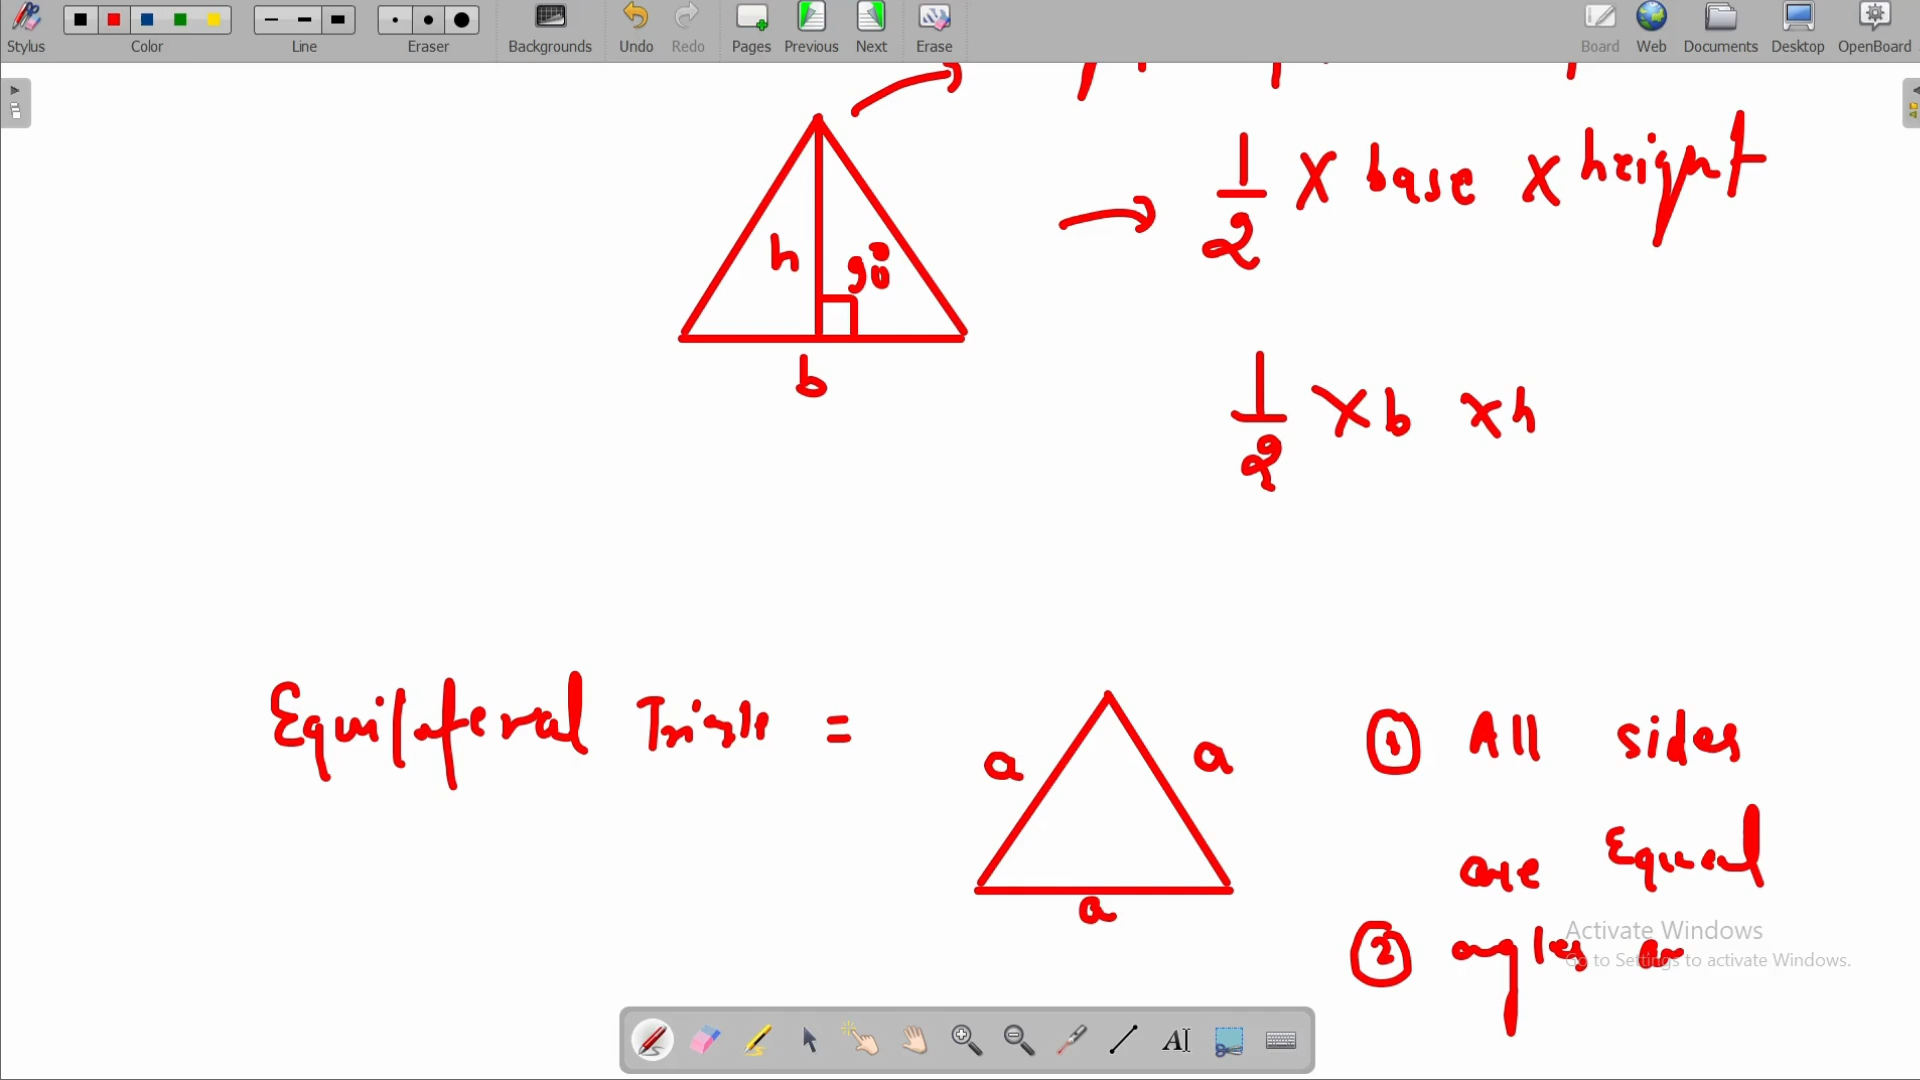 Stylus
Color
Line
Eraser
Backgrounds
Undo
Redo
Pages
Previous
Next
Erase
Board
Web
Documents
Desktop
OpenBoard
1/2 × base × height
h
90°
b
1/2 × b × h
Equilateral =
a
a
a
① All sides
are Equal
② angles
Activate Windows
Go to Settings to activate Windows.
AI